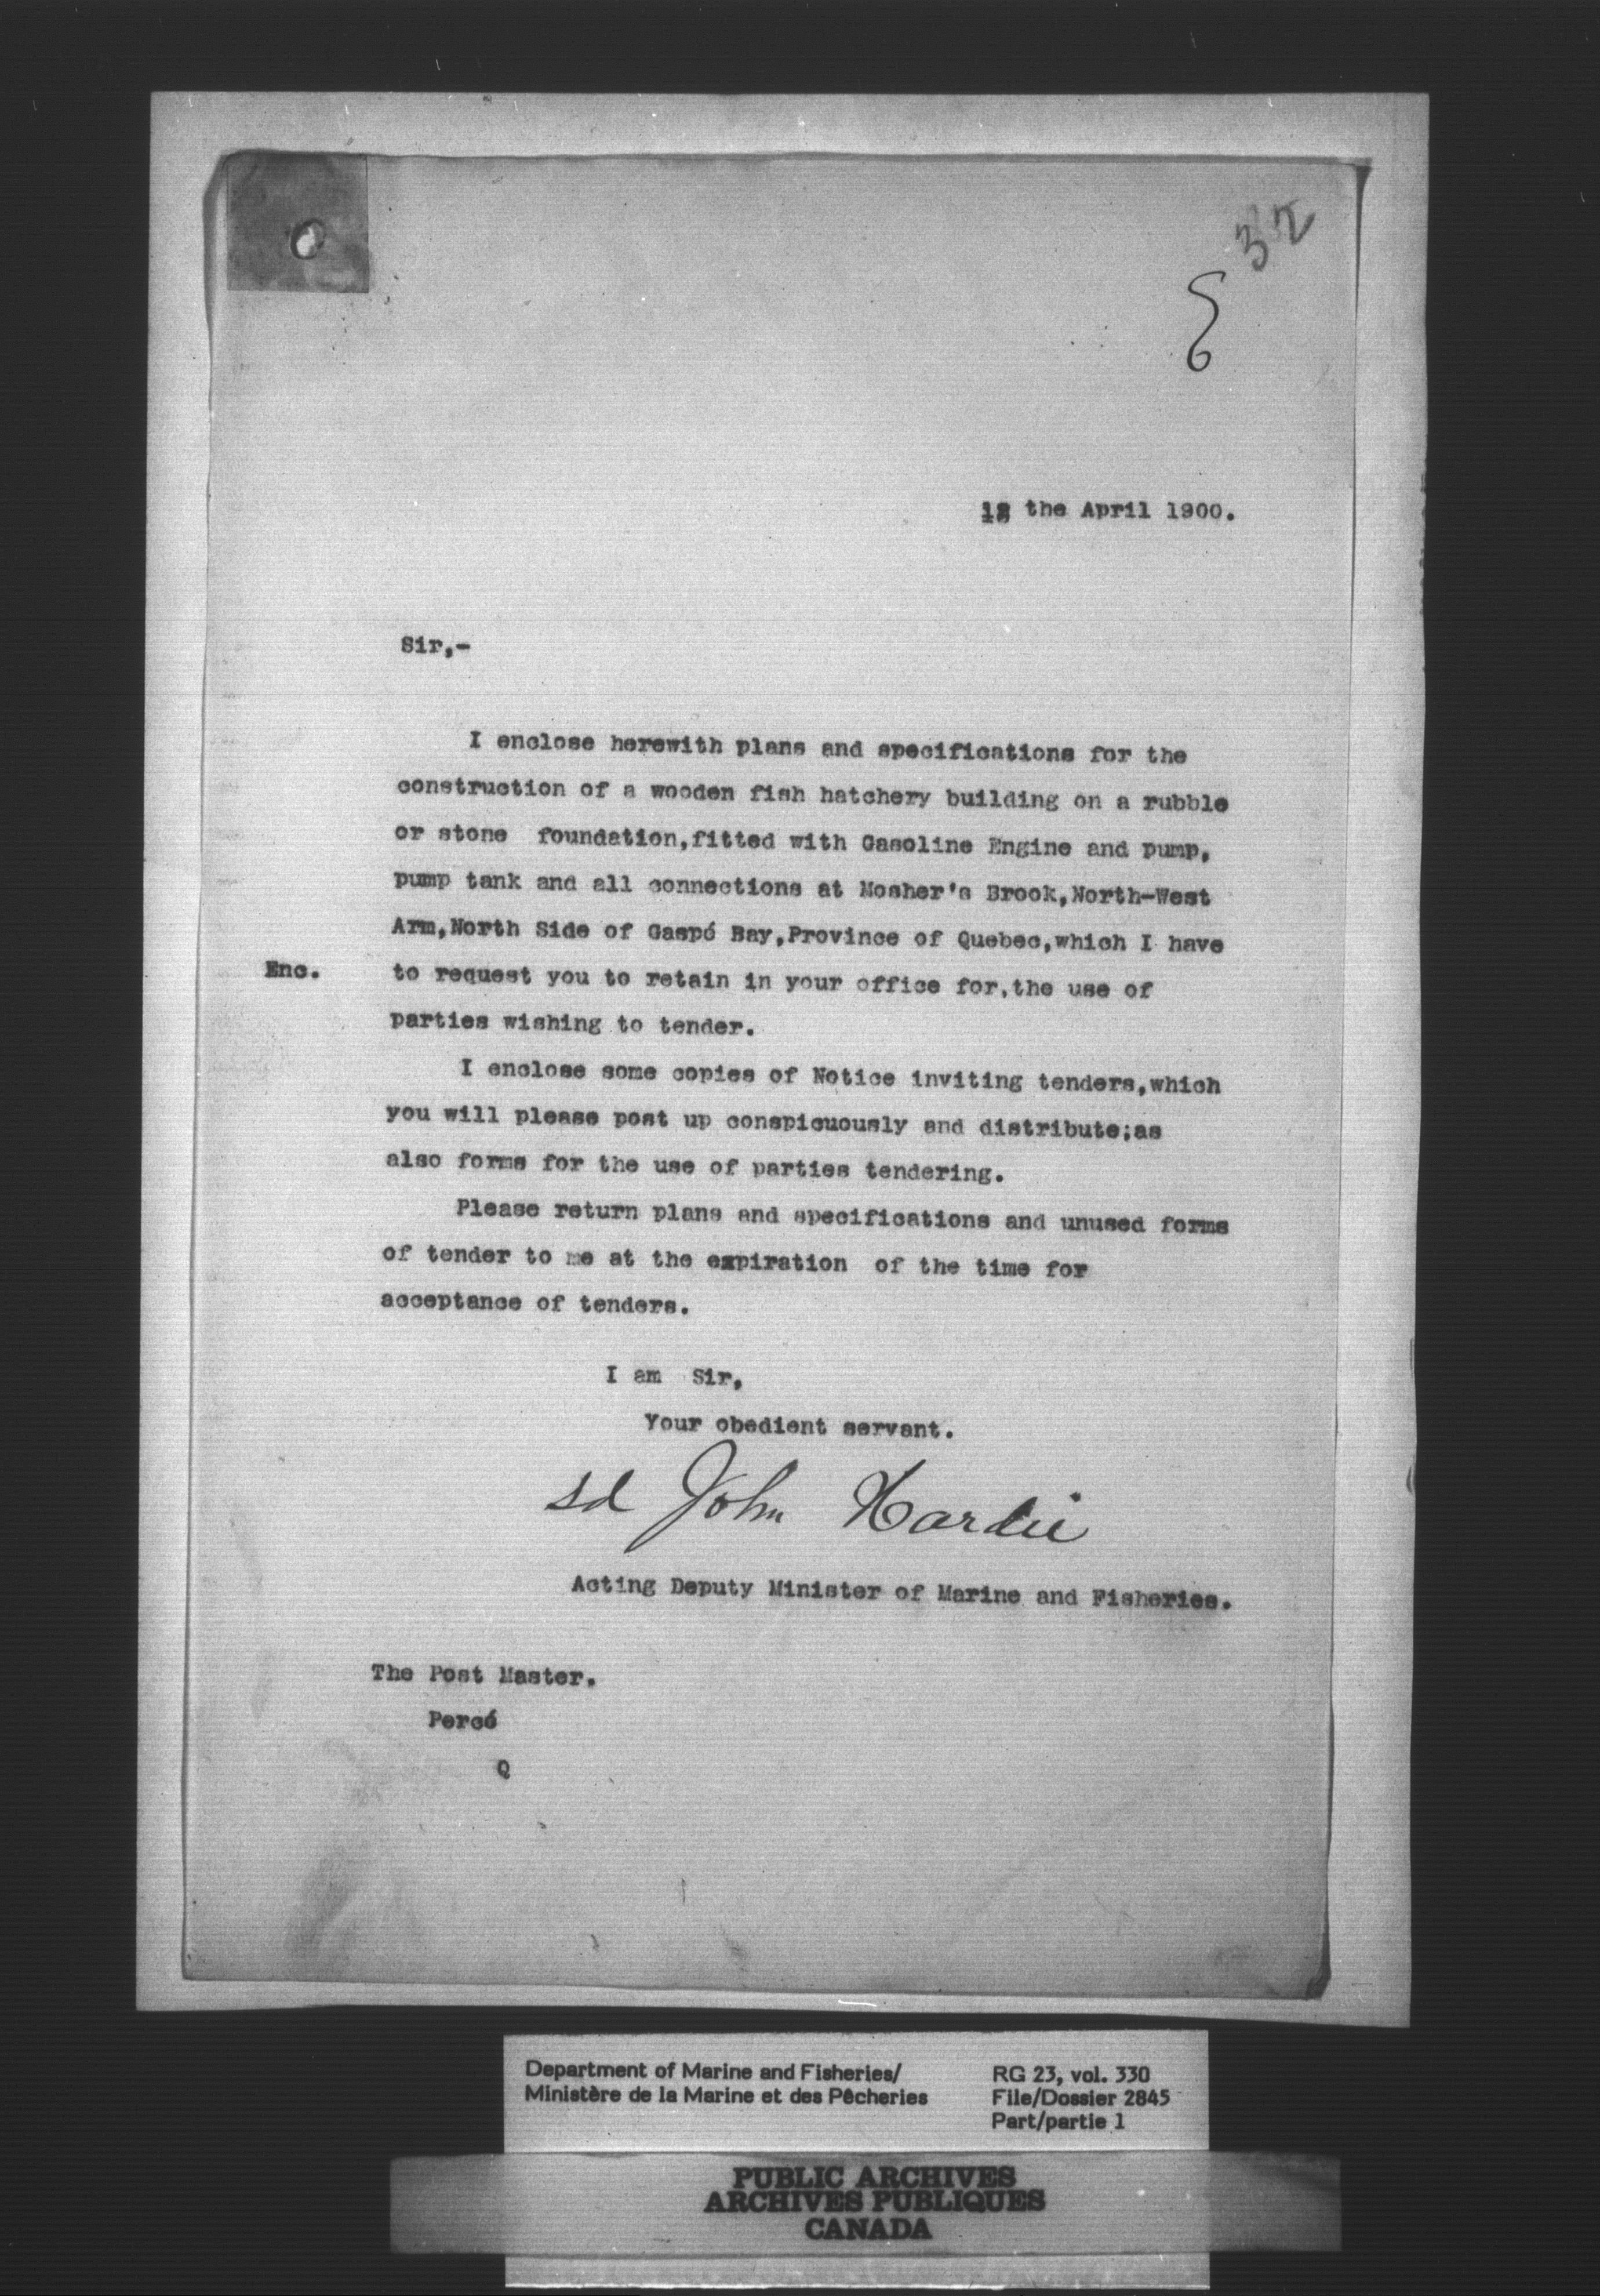 32
18 the April 1900.
Sir,-
I enclose herewith plans and specifications for the
construction of a wooden fish hatchery building on a rubble
or stone foundation,fitted with Gasoline Engine and pump,
pump tank and all connections at Mosher's Brook,North-West
Arm,North Side of Gaspé Bay,Province of Quebec,which I have
Enc. to request you to retain in your office for,the use of
parties wishing to tender.
I enclose some copies of Notice inviting tenders,which
you will please post up conspicuously and distribute;as
also forms for the use of parties tendering.
Please return plans and specifications and unused forms
of tender to me at the expiration of the time for
acceptance of tenders.
I am Sir,
Your obedient servant.
sd John Hardie
Acting Deputy Minister of Marine and Fisheries.
The Post Master.
Percé
Q
Department of Marine and Fisheries/
Ministère de la Marine et des Pêcheries
RG 23, vol. 330
File/Dossier 2845
Part/partie 1
PUBLIC ARCHIVES
ARCHIVES PUBLIQUES
CANADA